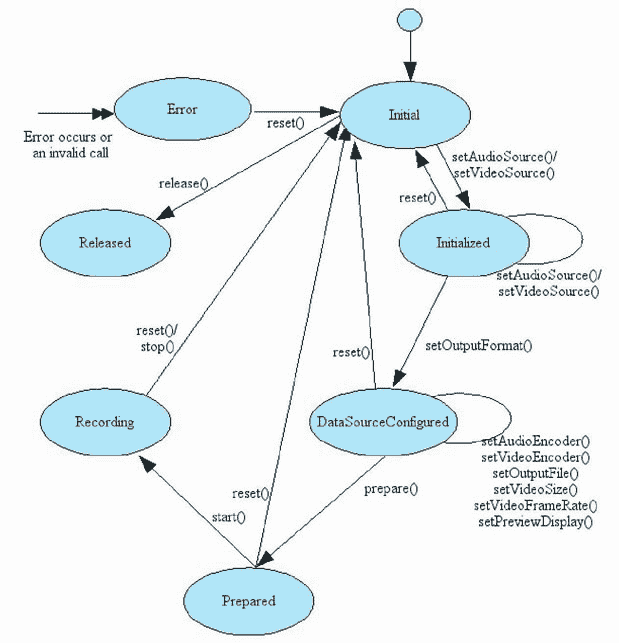 Error
Initial
reset()
Error occurs or
an invalid call
setAudioSource()/
setVideoSource()
release()
reset()
Released
Initialized
setAudioSource()/
setVideoSource()
reset()/
stop()
reset()
setOutputFormat()
Recording
DataSourceConfigured
setAudioEncoder()
setVideoEncoder()
setOutputFile()
setVideoSize()
setVideoFrameRate()
setPreviewDisplay()
reset()
prepare()
start()
Prepared